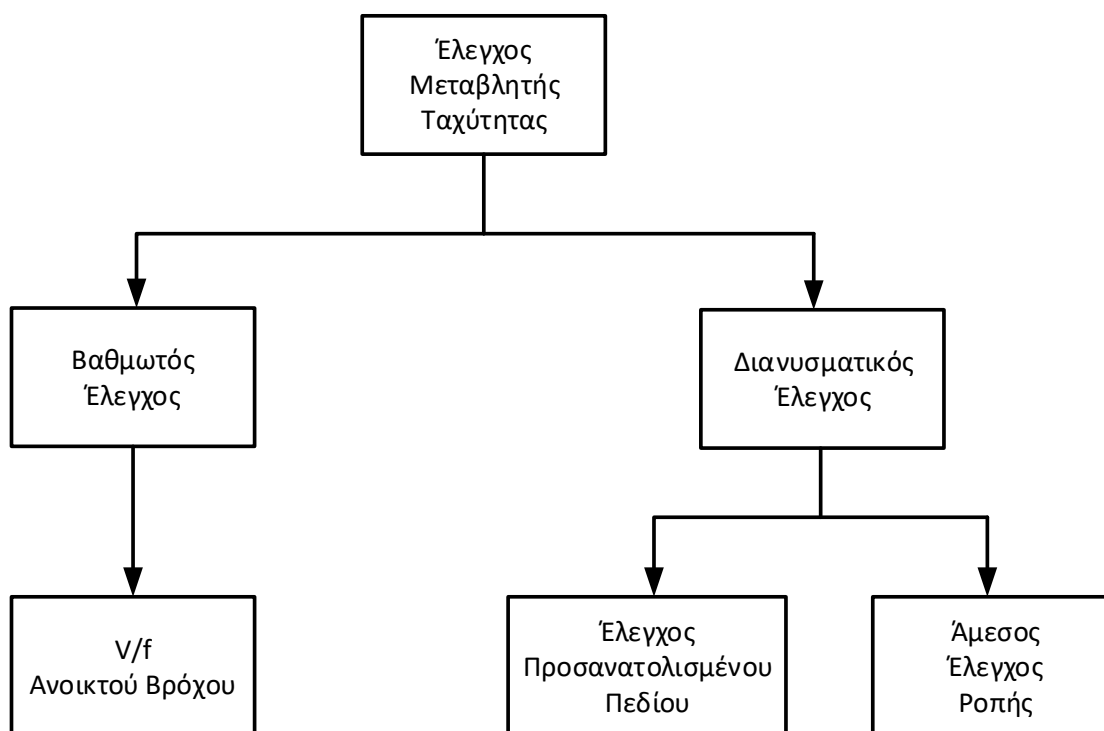 Έλεγχος
Μεταβλητής
Ταχύτητας
Βαθμωτός
Έλεγχος
Διανυσματικός
Έλεγχος
V/f
Ανοικτού Βρόχου
Έλεγχος
Προσανατολισμένου
Πεδίου
Άμεσος
Έλεγχος
Ροπής